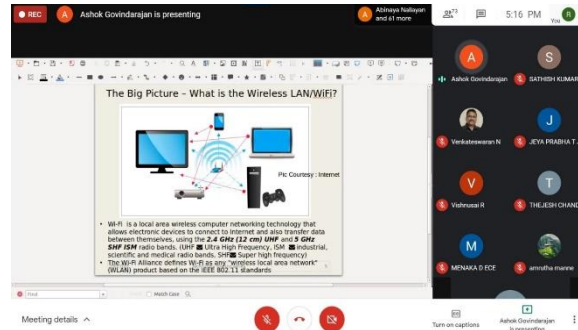 REC
A
Ashok Govindarajan is presenting
A
Abinaya Nallayan
and 61 more
73
5:16 PM
You
R
The Big Picture – What is the Wireless LAN/WiFi?
Pic Courtesy : Internet
• Wi-Fi is a local area wireless computer networking technology that
allows electronic devices to connect to Internet and also transfer data
between themselves, using the 2.4 GHz (12 cm) UHF and 5 GHz
SHF ISM radio bands. (UHF Ultra High Frequency, ISM industrial,
scientific and medical radio bands, SHF Super high frequency)
• The Wi-Fi Alliance defines Wi-Fi as any "wireless local area network"
(WLAN) product based on the IEEE 802.11 standards
Find
Match Case
A
Ashok Govindarajan
S
SATHISH KUMAR
Venkateswaran N
J
JEYA PRABHA T
V
Vishnusai R
T
THEJESH CHAND
M
MENAKA D ECE
amrutha manne
Meeting details
Turn on captions
Ashok Govindarajan
is presenting